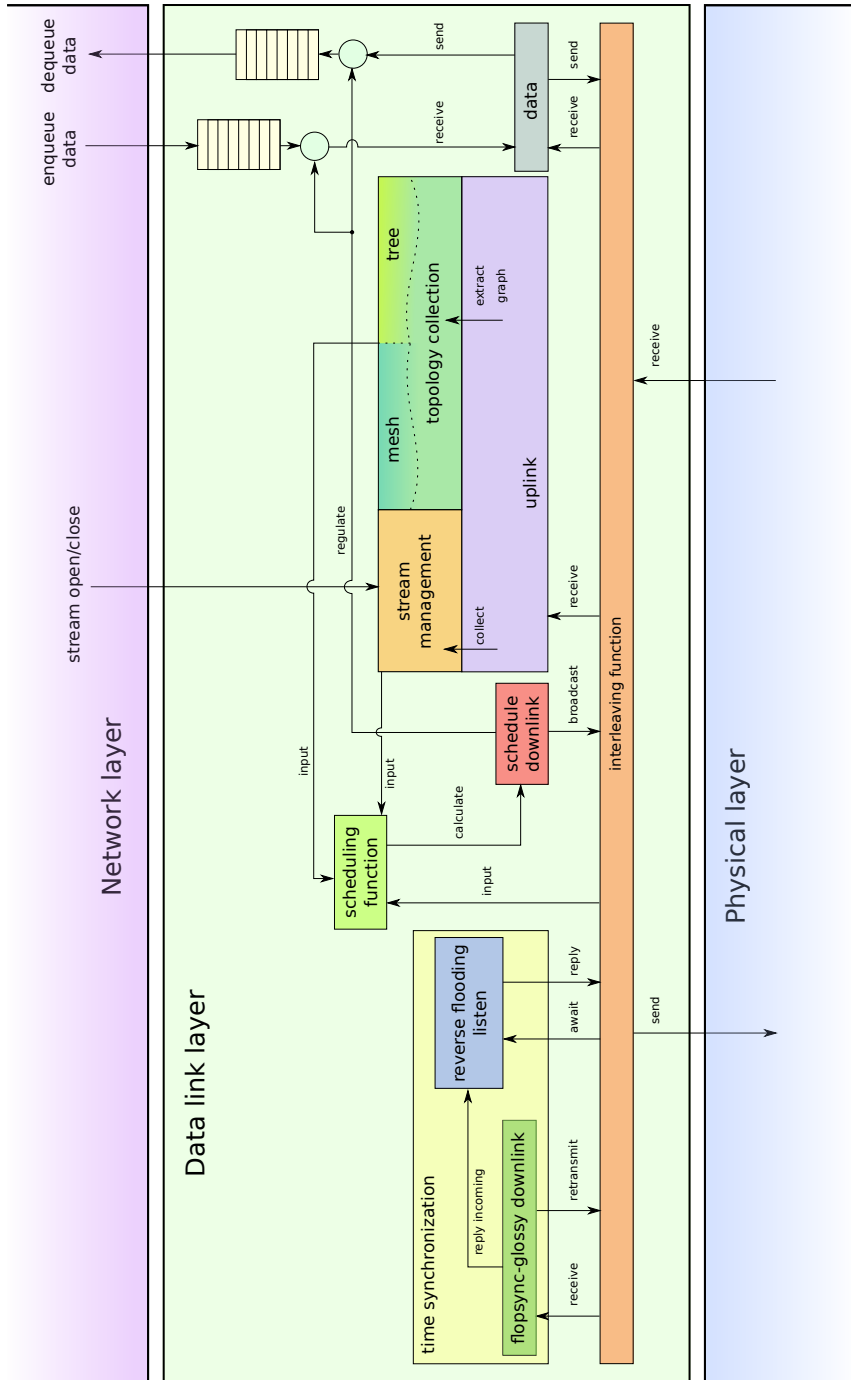 Network layer
stream open/close
enqueue
data
dequeue
data
Data link layer
input
regulate
send
receive
scheduling
function
input
stream
management
mesh
tree
topology collection
calculate
collect
extract
graph
uplink
data
time synchronization
reverse flooding
listen
reply incoming
flopsync-glossy downlink
input
schedule
downlink
receive
retransmit
await
reply
broadcast
receive
receive
send
interleaving function
send
receive
Physical layer